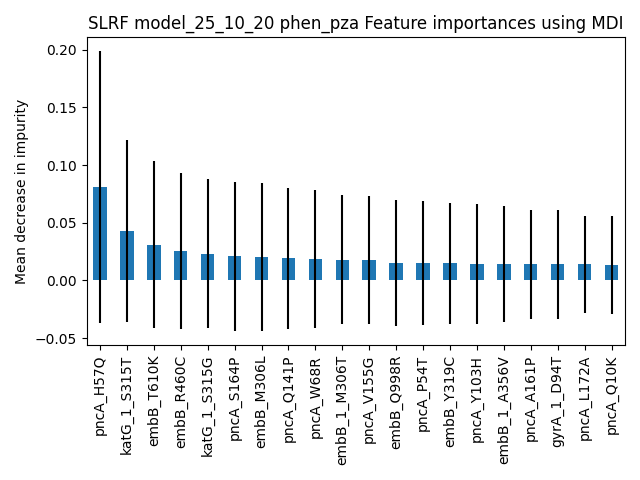 SLRF model_25_10_20 phen_pza Feature importances using MDI
Mean decrease in impurity
0.20
0.15
0.10
0.05
0.00
−0.05
pncA_H57Q
katG_1_S315T
embB_T610K
embB_R460C
katG_1_S315G
pncA_S164P
embB_M306L
pncA_Q141P
pncA_W68R
embB_1_M306T
pncA_V155G
embB_Q998R
pncA_P54T
embB_Y319C
pncA_Y103H
embB_1_A356V
pncA_A161P
gyrA_1_D94T
pncA_L172A
pncA_Q10K